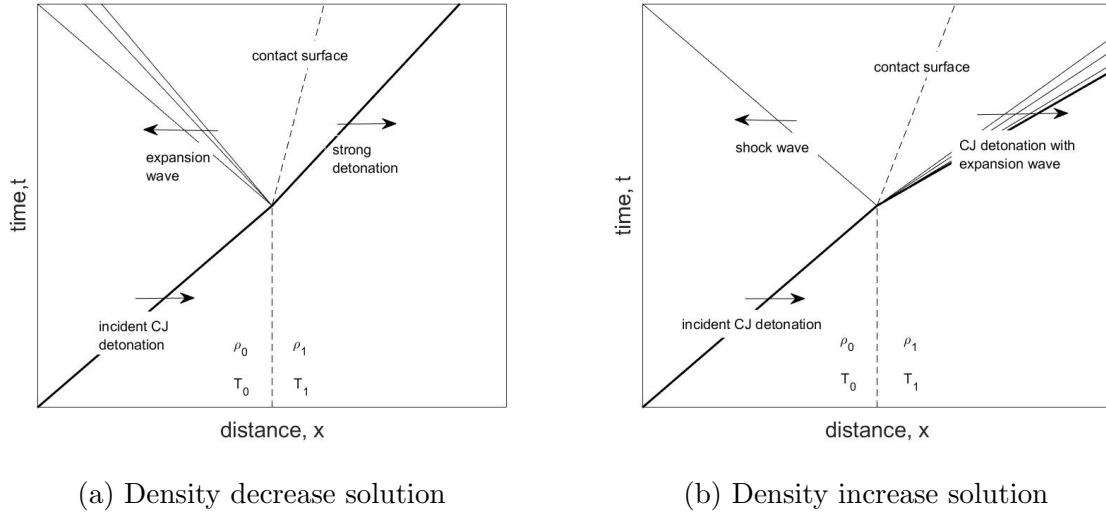 contact surface
expansion
wave
strong
detonation
incident CJ
detonation
ρ₀ ρ₁
T₀ T₁
time,t
distance, x
(a) Density decrease solution
contact surface
shock wave
CJ detonation with
expansion wave
incident CJ detonation
ρ₀ ρ₁
T₀ T₁
time, t
distance, x
(b) Density increase solution